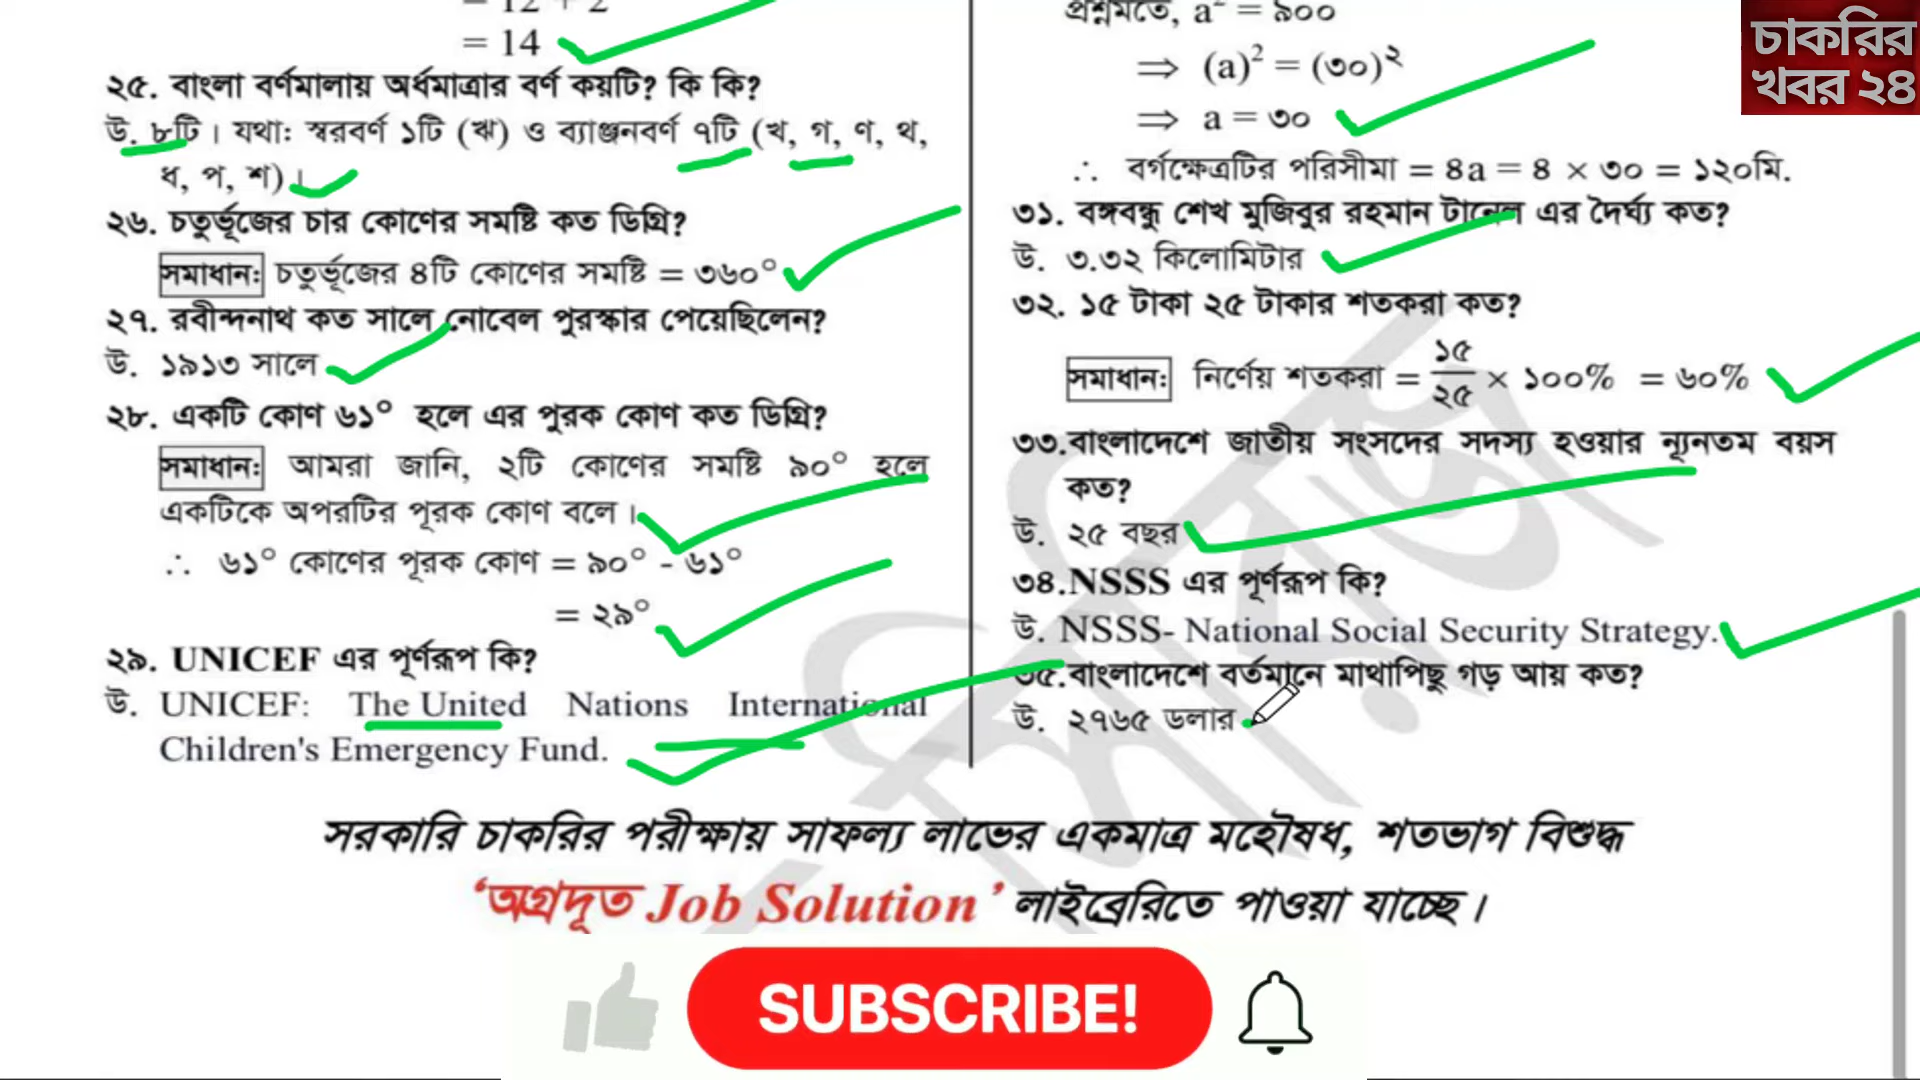 = 12 + 2
= 14
২৫. বাংলা বর্ণমালায় অর্ধমাত্রার বর্ণ কয়টি? কি কি?
উ. ৮টি। যথাঃ স্বরবর্ণ ১টি (ঋ) ও ব্যাঞ্জনবর্ণ ৭টি (খ, গ, ণ, থ,
ধ, প, শ)।
২৬. চতুর্ভূজের চার কোণের সমষ্টি কত ডিগ্রি?
সমাধান: চতুর্ভূজের ৪টি কোণের সমষ্টি = ৩৬০°
২৭. রবীন্দনাথ কত সালে নোবেল পুরস্কার পেয়েছিলেন?
উ. ১৯১৩ সালে
২৮. একটি কোণ ৬১° হলে এর পুরক কোণ কত ডিগ্রি?
সমাধান: আমরা জানি, ২টি কোণের সমষ্টি ৯০° হলে
একটিকে অপরটির পূরক কোণ বলে।
∴ ৬১° কোণের পূরক কোণ = ৯০° - ৬১°
= ২৯°
২৯. UNICEF এর পূর্ণরূপ কি?
উ. UNICEF: The United Nations International
Children's Emergency Fund.
প্রশ্নমতে, a² = ৯০০
⇒ (a)² = (৩০)²
⇒ a = ৩০
∴ বর্গক্ষেত্রটির পরিসীমা = ৪a = ৪ × ৩০ = ১২০মি.
৩১. বঙ্গবন্ধু শেখ মুজিবুর রহমান টানেল এর দৈর্ঘ্য কত?
উ. ৩.৩২ কিলোমিটার
৩২. ১৫ টাকা ২৫ টাকার শতকরা কত?
সমাধান: নির্ণেয় শতকরা = ১৫/২৫ × ১০০% = ৬০%
৩৩.বাংলাদেশে জাতীয় সংসদের সদস্য হওয়ার ন্যূনতম বয়স
কত?
উ. ২৫ বছর
৩৪.NSSS এর পূর্ণরূপ কি?
উ. NSSS- National Social Security Strategy.
৩৫.বাংলাদেশে বর্তমানে মাথাপিছু গড় আয় কত?
উ. ২৭৬৫ ডলার
সরকারি চাকরির পরীক্ষায় সাফল্য লাভের একমাত্র মহৌষধ, শতভাগ বিশুদ্ধ
‘অগ্রদূত Job Solution’ লাইব্রেরিতে পাওয়া যাচ্ছে।
চাকরির
খবর ২৪
SUBSCRIBE!